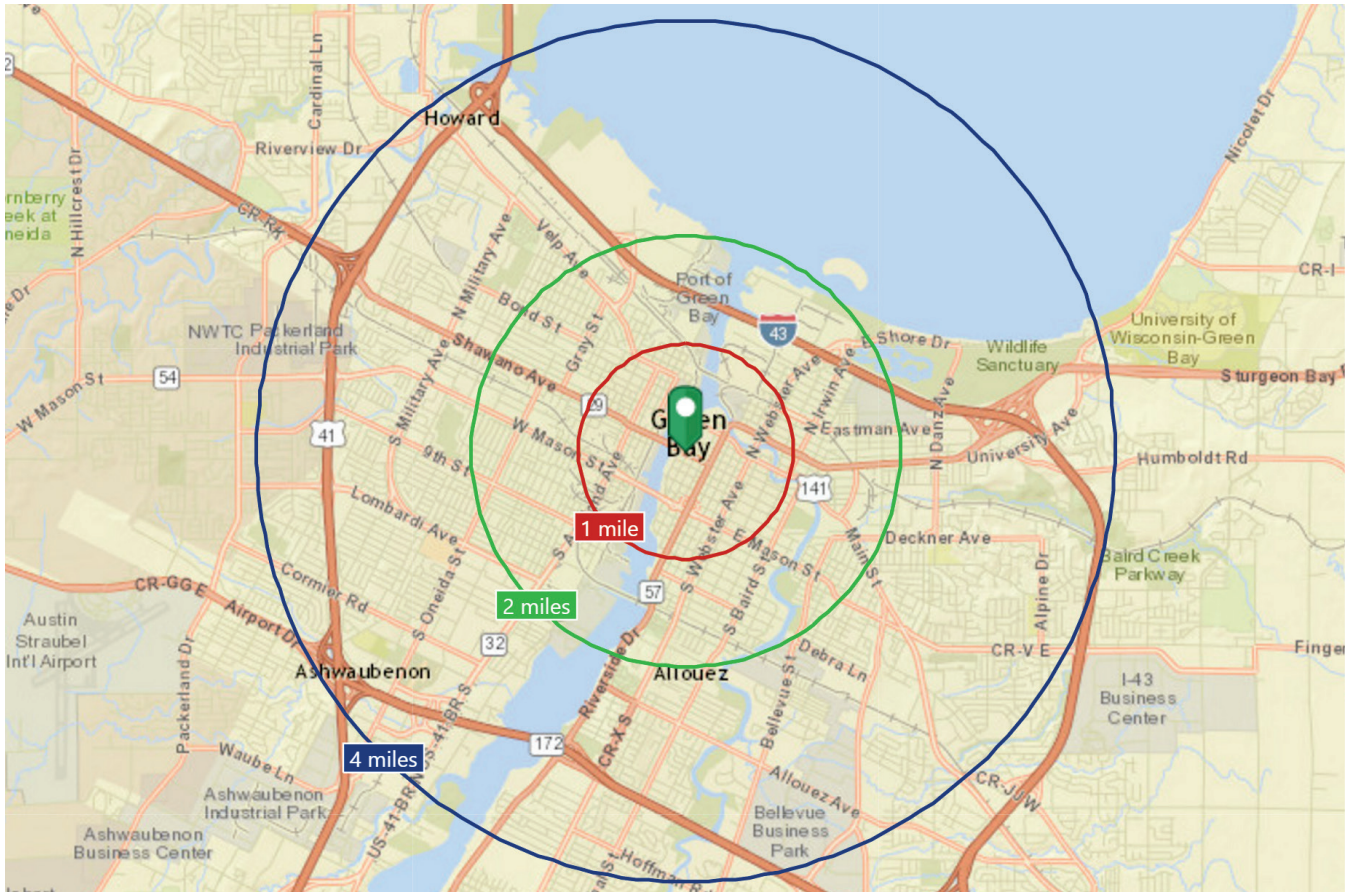 Cardinal Ln
Howard
Riverview Dr
Nicolet Dr
N Hillcrest Dr
CR-RK
rnberry
eek at
neida
N Military Ave
Velp Ave
Port of
Green
Bay
CR-I
Bond St
Gray St
43
E Shore Dr
University of
Wisconsin-Green
Bay
NWTC Packerland
Industrial Park
Shawano Ave
Wildlife
Sanctuary
54
W Mason St
Sturgeon Bay
S Military Ave
29
N Webster Ave
N Irwin Ave
N Danz Ave
Green
Bay
Eastman Ave
41
W Mason St
University Ave
Humboldt Rd
9th St
141
Lombardi Ave
1 mile
S Webster Ave
E Mason St
Main St
Deckner Ave
Baird Creek
Parkway
Alpine Dr
CR-GG E
Airport Dr
Cormier Rd
S Oneida St
2 miles
57
S Baird St
Austin
Straubel
Int'l Airport
32
Riverside Dr
Debra Ln
CR-V E
Finger
Ashwaubenon
Allouez
Packerland Dr
Bellevue St
I-43
Business
Center
172
CR-X S
Waube Ln
4 miles
US-41-BR S
Allouez Ave
CR-JJ W
Ashwaubenon
Industrial Park
Bellevue
Business
Park
Ashwaubenon
Business Center
Hoffman Rd